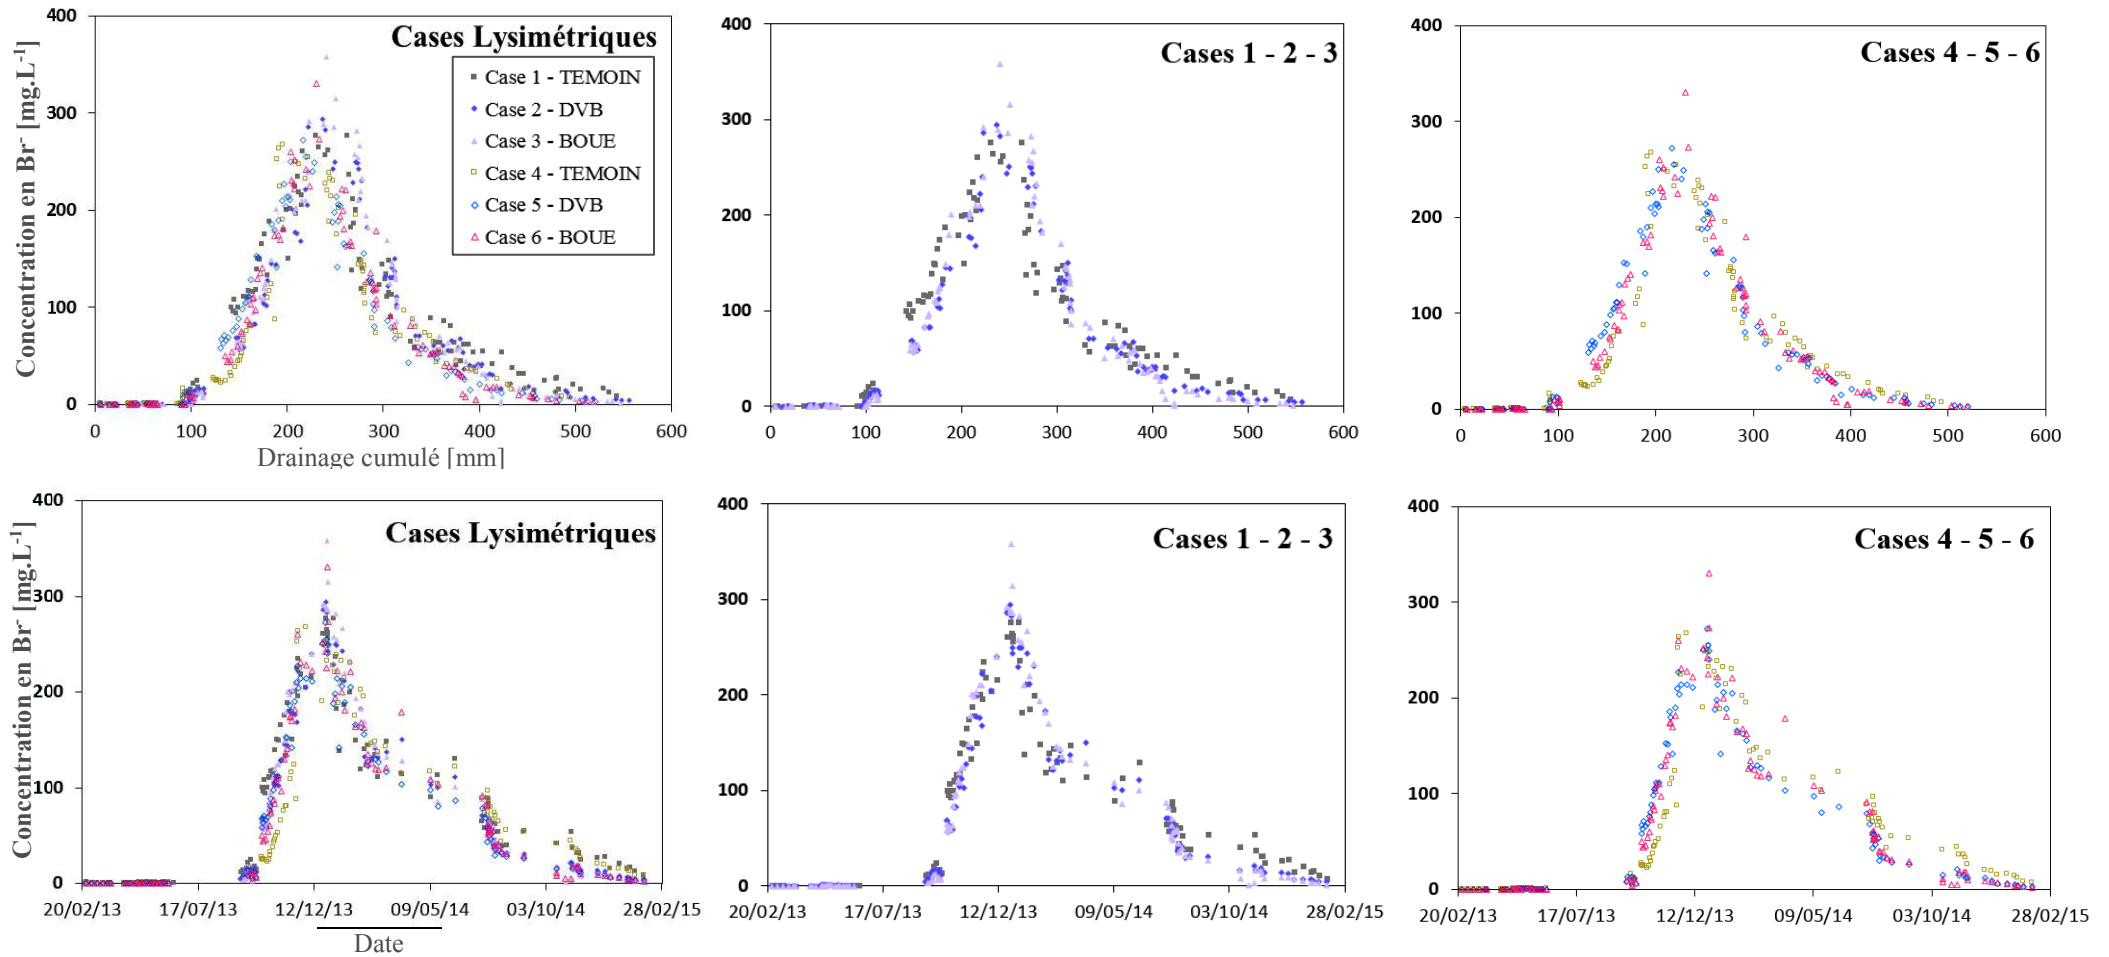 Concentration en Br- [mg.L-1]
400
300
200
100
0
Cases Lysimétriques
Case 1 - TEMOIN
Case 2 - DVB
Case 3 - BOUE
Case 4 - TEMOIN
Case 5 - DVB
Case 6 - BOUE
0 100 200 300 400 500 600
Drainage cumulé [mm]
400
300
200
100
0
Cases 1 - 2 - 3
0 100 200 300 400 500 600
400
300
200
100
0
Cases 4 - 5 - 6
0 100 200 300 400 500 600
Concentration en Br- [mg.L-1]
400
300
200
100
0
Cases Lysimétriques
20/02/13 17/07/13 12/12/13 09/05/14 03/10/14 28/02/15
Date
400
300
200
100
0
Cases 1 - 2 - 3
20/02/13 17/07/13 12/12/13 09/05/14 03/10/14 28/02/15
400
300
200
100
0
Cases 4 - 5 - 6
20/02/13 17/07/13 12/12/13 09/05/14 03/10/14 28/02/15